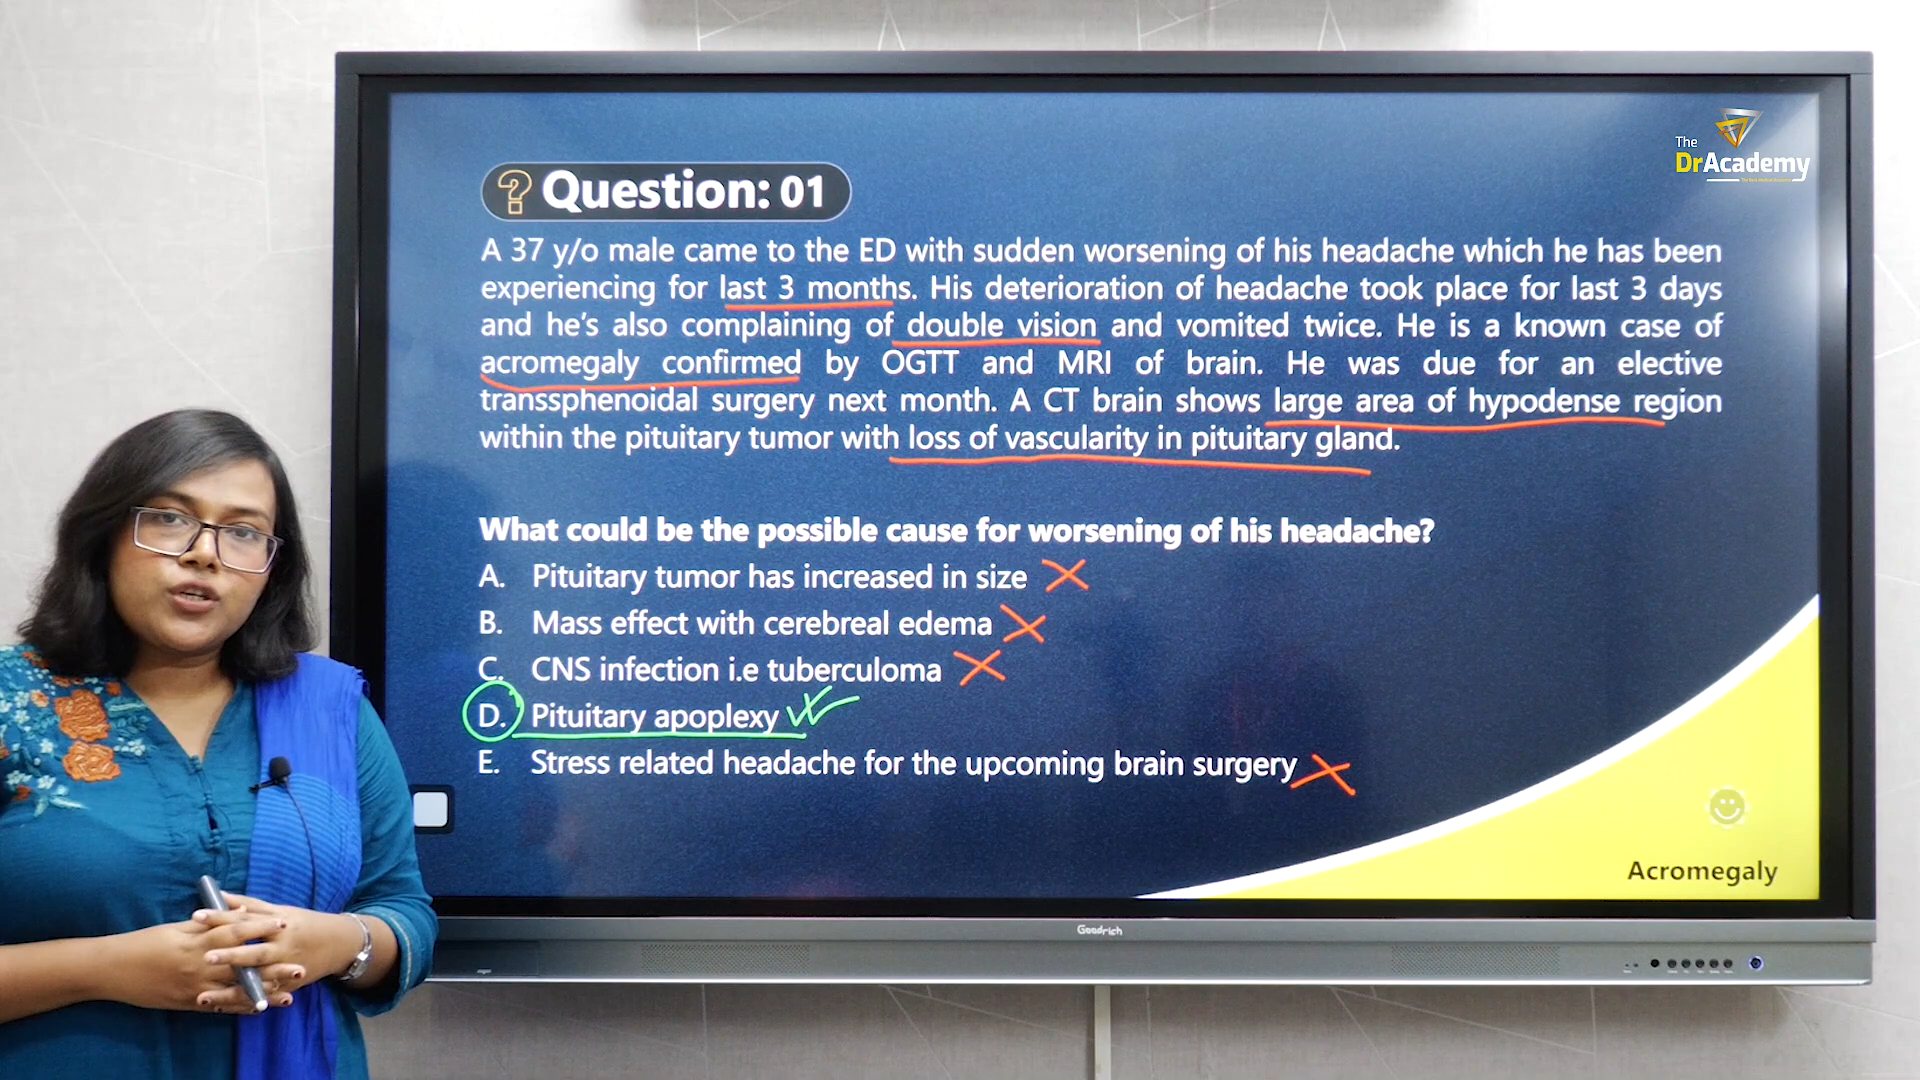 The
DrAcademy
Question: 01
A 37 y/o male came to the ED with sudden worsening of his headache which he has been
experiencing for last 3 months. His deterioration of headache took place for last 3 days
and he's also complaining of double vision and vomited twice. He is a known case of
acromegaly confirmed by OGTT and MRI of brain. He was due for an elective
transsphenoidal surgery next month. A CT brain shows large area of hypodense region
within the pituitary tumor with loss of vascularity in pituitary gland.
What could be the possible cause for worsening of his headache?
A. Pituitary tumor has increased in size
B. Mass effect with cerebreal edema
C. CNS infection i.e tuberculoma
D. Pituitary apoplexy
E. Stress related headache for the upcoming brain surgery
Acromegaly
Goodrich